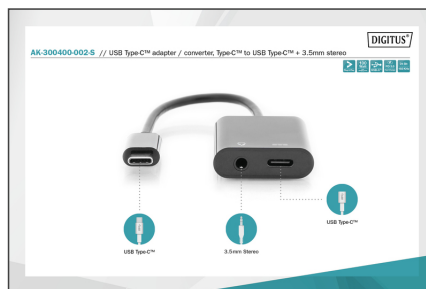 DIGITUS®
AK-300400-002-S // USB Type-C™ adapter / converter, Type-C™ to USB Type-C™ + 3.5mm stereo
USB Type-C™
USB Type-C™
3.5mm Stereo